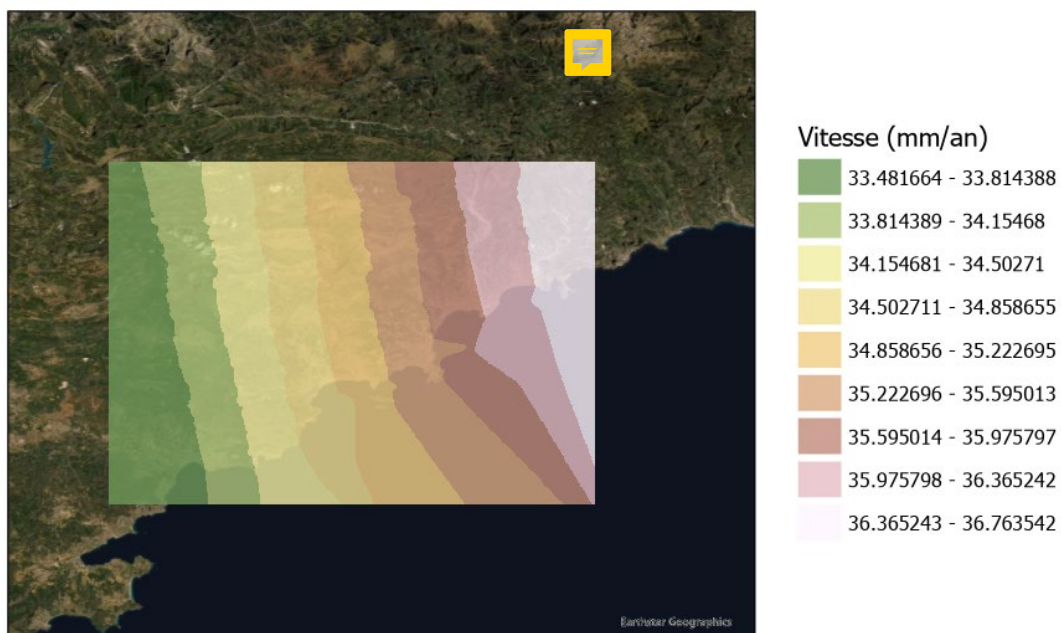 Vitesse (mm/an)
33.481664 - 33.814388
33.814389 - 34.15468
34.154681 - 34.50271
34.502711 - 34.858655
34.858656 - 35.222695
35.222696 - 35.595013
35.595014 - 35.975797
35.975798 - 36.365242
36.365243 - 36.763542
Earthstar Geographics